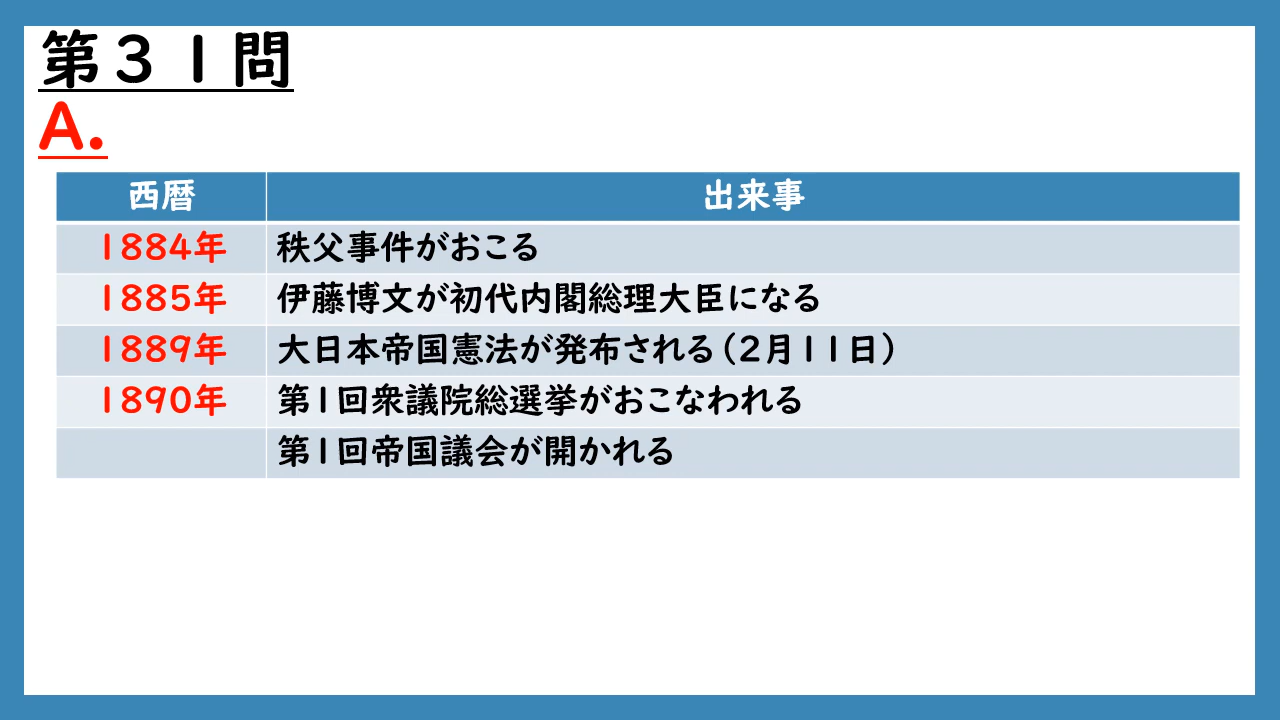 第３１問
A.
西暦 出来事
1884年 秩父事件がおこる
1885年 伊藤博文が初代内閣総理大臣になる
1889年 大日本帝国憲法が発布される（2月11日）
1890年 第1回衆議院総選挙がおこなわれる
第1回帝国議会が開かれる